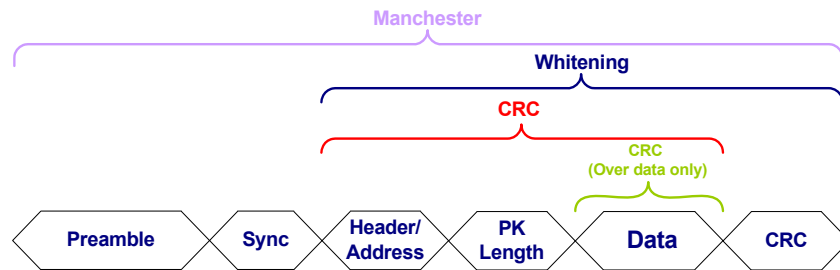 Manchester
Whitening
CRC
CRC
(Over data only)
Preamble
Sync
Header/
Address
PK
Length
Data
CRC